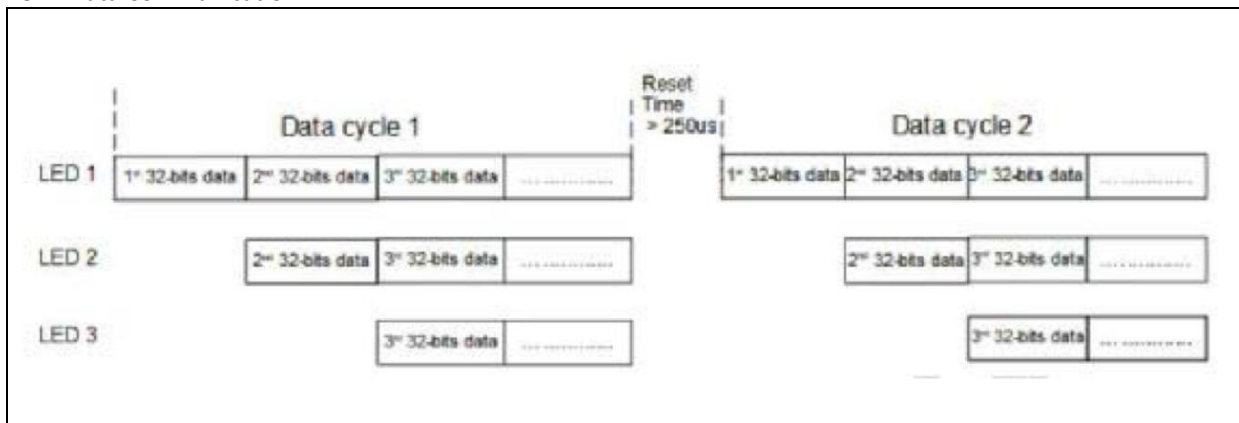 Reset
Time
Data cycle 1 > 250us Data cycle 2
LED 1 1st 32-bits data 2nd 32-bits data 3rd 32-bits data ................ 1st 32-bits data 2nd 32-bits data 3rd 32-bits data ................
LED 2 2nd 32-bits data 3rd 32-bits data ................ 2nd 32-bits data 3rd 32-bits data ................
LED 3 3rd 32-bits data ................ 3rd 32-bits data ................